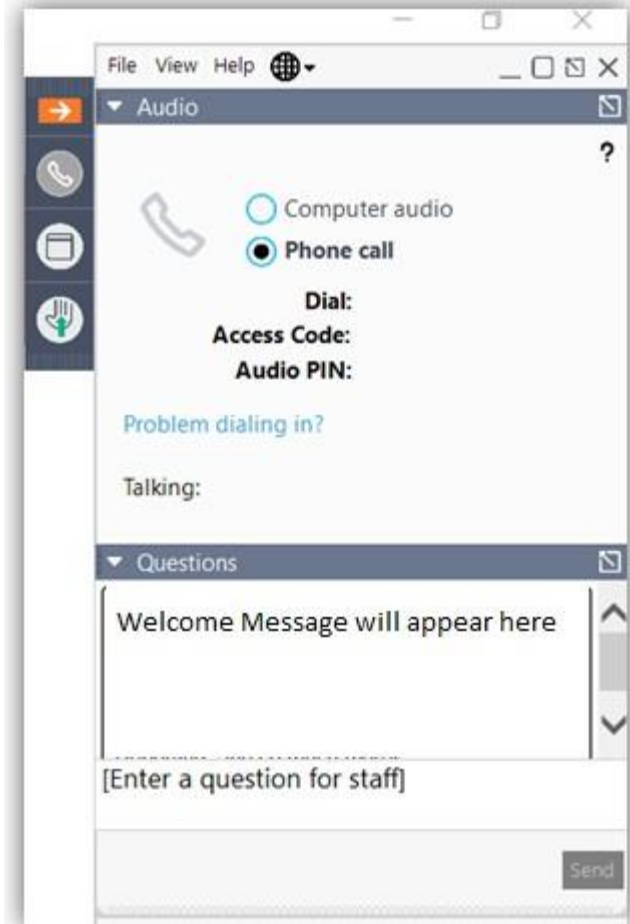 File View Help
Audio
?
Computer audio
Phone call
Dial:
Access Code:
Audio PIN:
Problem dialing in?
Talking:
Questions
Welcome Message will appear here
[Enter a question for staff]
Send